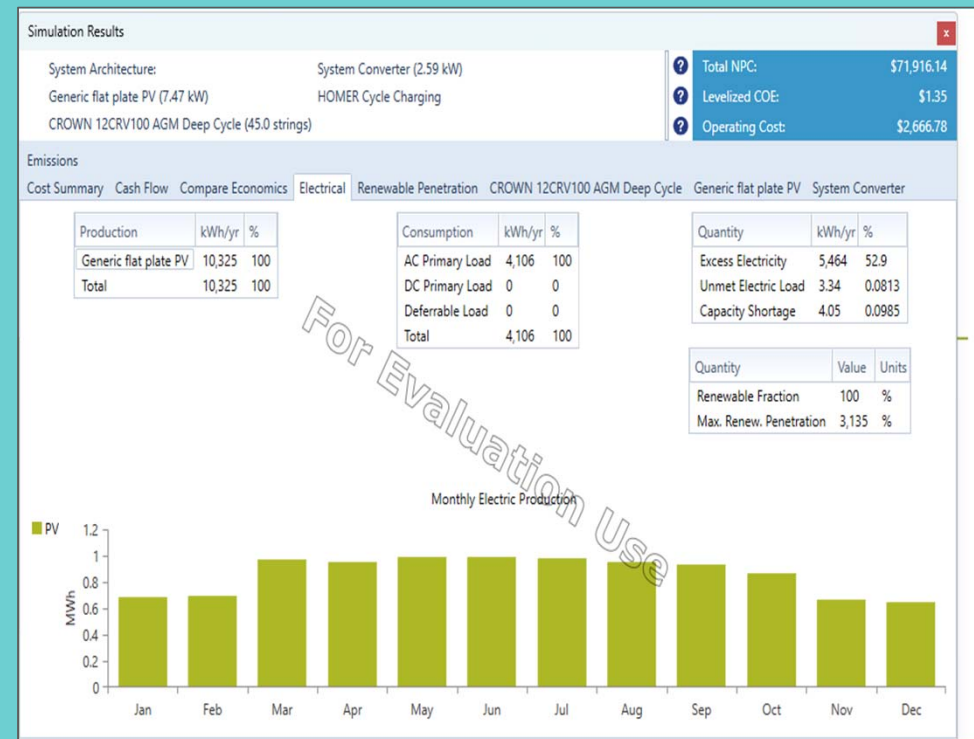 Simulation Results
x
System Architecture:
System Converter (2.59 kW)
Generic flat plate PV (7.47 kW)
HOMER Cycle Charging
CROWN 12CRV100 AGM Deep Cycle (45.0 strings)
? Total NPC: $71,916.14
? Levelized COE: $1.35
? Operating Cost: $2,666.78
Emissions
Cost Summary Cash Flow Compare Economics Electrical Renewable Penetration CROWN 12CRV100 AGM Deep Cycle Generic flat plate PV System Converter
Production kWh/yr %
Generic flat plate PV 10,325 100
Total 10,325 100
Consumption kWh/yr %
AC Primary Load 4,106 100
DC Primary Load 0 0
Deferrable Load 0 0
Total 4,106 100
Quantity kWh/yr %
Excess Electricity 5,464 52.9
Unmet Electric Load 3.34 0.0813
Capacity Shortage 4.05 0.0985
Quantity Value Units
Renewable Fraction 100 %
Max. Renew. Penetration 3,135 %
For Evaluation Use
Monthly Electric Production
PV
MWh
1.2
1
0.8
0.6
0.4
0.2
0
Jan Feb Mar Apr May Jun Jul Aug Sep Oct Nov Dec